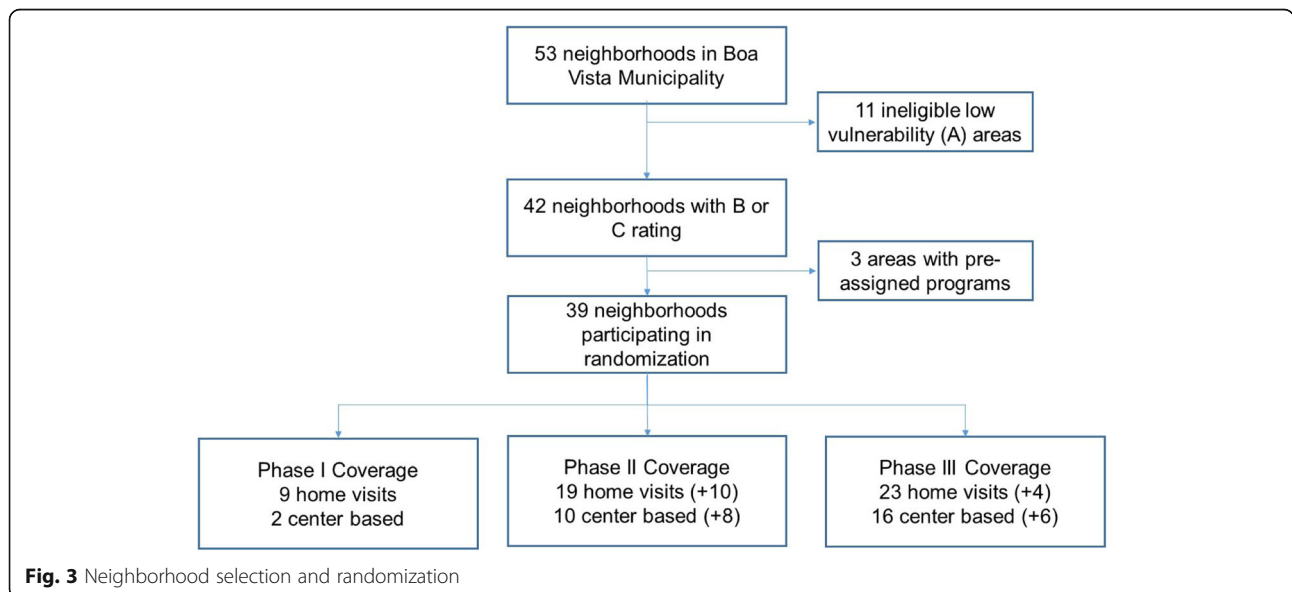 53 neighborhoods in Boa
Vista Municipality
11 ineligible low
vulnerability (A) areas
42 neighborhoods with B or
C rating
3 areas with pre-
assigned programs
39 neighborhoods
participating in
randomization
Phase I Coverage
9 home visits
2 center based
Phase II Coverage
19 home visits (+10)
10 center based (+8)
Phase III Coverage
23 home visits (+4)
16 center based (+6)
Fig. 3 Neighborhood selection and randomization